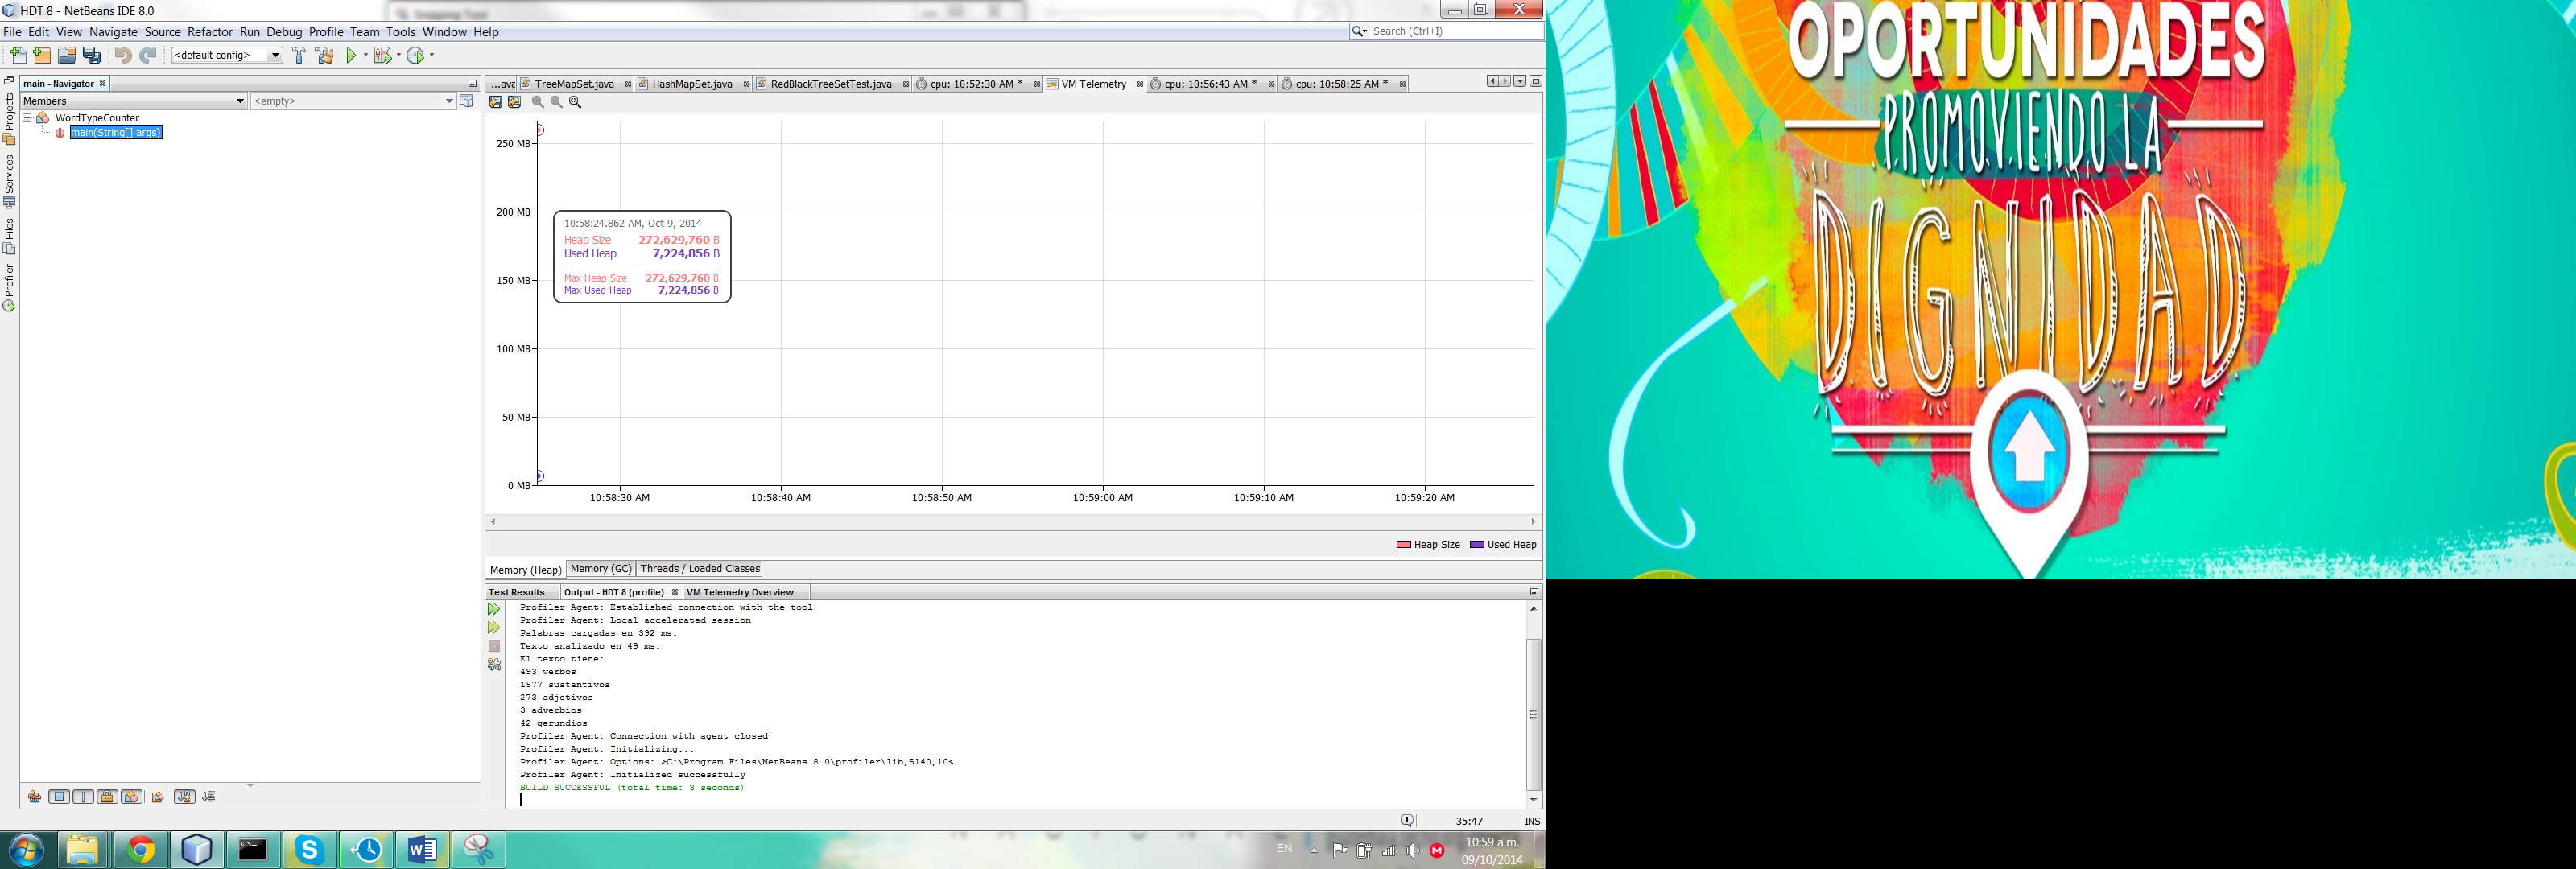 HDT 8 - NetBeans IDE 8.0
Snipping Tool
File Edit View Navigate Source Refactor Run Debug Profile Team Tools Window Help
Search (Ctrl+I)
<default config>
main - Navigator
...ava TreeMapSet.java HashMapSet.java RedBlackTreeSetTest.java cpu: 10:52:30 AM * VM Telemetry cpu: 10:56:43 AM * cpu: 10:58:25 AM *
Members
<empty>
WordTypeCounter
main(String[] args)
Projects
Services
Files
Profiler
250 MB
200 MB
150 MB
100 MB
50 MB
0 MB
10:58:24.862 AM, Oct 9, 2014
Heap Size 272,629,760 B
Used Heap 7,224,856 B
Max Heap Size 272,629,760 B
Max Used Heap 7,224,856 B
10:58:30 AM 10:58:40 AM 10:58:50 AM 10:59:00 AM 10:59:10 AM 10:59:20 AM
Heap Size Used Heap
Memory (Heap) Memory (GC) Threads / Loaded Classes
Test Results Output - HDT 8 (profile) VM Telemetry Overview
Profiler Agent: Established connection with the tool
Profiler Agent: Local accelerated session
Palabras cargadas en 392 ms.
Texto analizado en 49 ms.
El texto tiene:
493 verbos
1577 sustantivos
273 adjetivos
3 adverbios
42 gerundios
Profiler Agent: Connection with agent closed
Profiler Agent: Initializing...
Profiler Agent: Options: >C:\Program Files\NetBeans 8.0\profiler\lib,5140,10<
Profiler Agent: Initialized successfully
BUILD SUCCESSFUL (total time: 3 seconds)
35:47 INS
EN
10:59 a.m.
09/10/2014
OPORTUNIDADES
PROMOVIENDO LA
DIGNIDAD